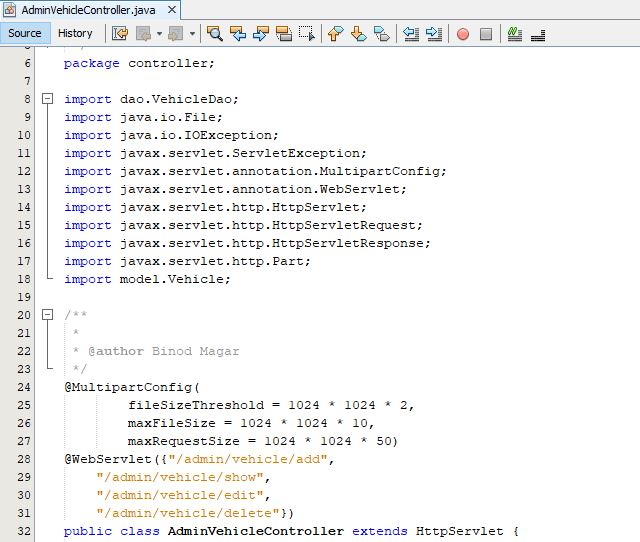 AdminVehicleController.java
Source History
6 package controller;
7
8 import dao.VehicleDao;
9 import java.io.File;
10 import java.io.IOException;
11 import javax.servlet.ServletException;
12 import javax.servlet.annotation.MultipartConfig;
13 import javax.servlet.annotation.WebServlet;
14 import javax.servlet.http.HttpServlet;
15 import javax.servlet.http.HttpServletRequest;
16 import javax.servlet.http.HttpServletResponse;
17 import javax.servlet.http.Part;
18 import model.Vehicle;
19
20 /**
21 *
22 * @author Binod Magar
23 */
24 @MultipartConfig(
25 fileSizeThreshold = 1024 * 1024 * 2,
26 maxFileSize = 1024 * 1024 * 10,
27 maxRequestSize = 1024 * 1024 * 50)
28 @WebServlet({"/admin/vehicle/add",
29 "/admin/vehicle/show",
30 "/admin/vehicle/edit",
31 "/admin/vehicle/delete"})
32 public class AdminVehicleController extends HttpServlet {